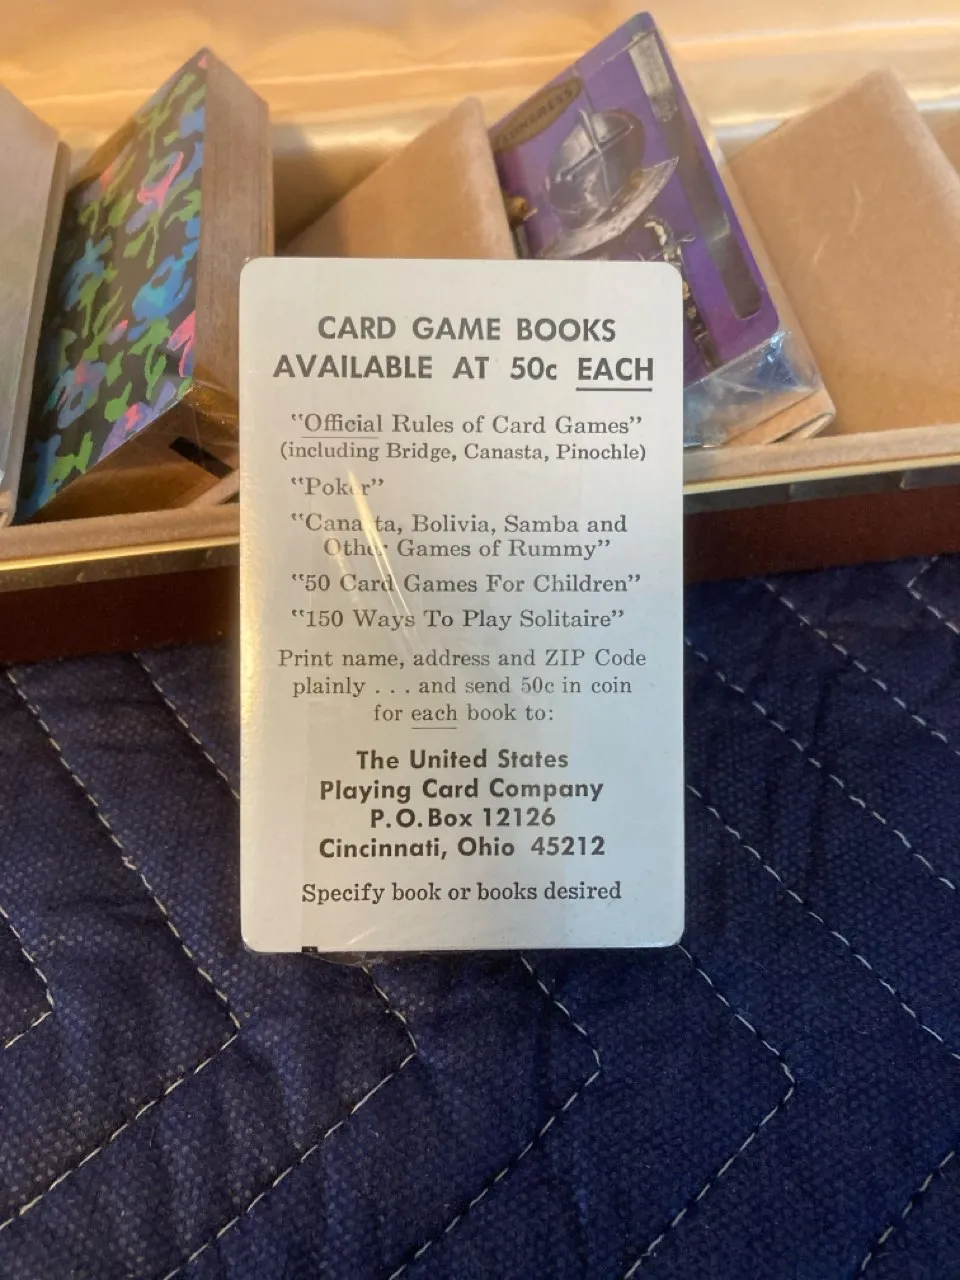 CONGRESS
CARD GAME BOOKS
AVAILABLE AT 50c EACH
"Official Rules of Card Games"
(including Bridge, Canasta, Pinochle)
"Poker"
"Canasta, Bolivia, Samba and
Other Games of Rummy"
"50 Card Games For Children"
"150 Ways To Play Solitaire"
Print name, address and ZIP Code
plainly . . . and send 50c in coin
for each book to:
The United States
Playing Card Company
P.O. Box 12126
Cincinnati, Ohio 45212
Specify book or books desired